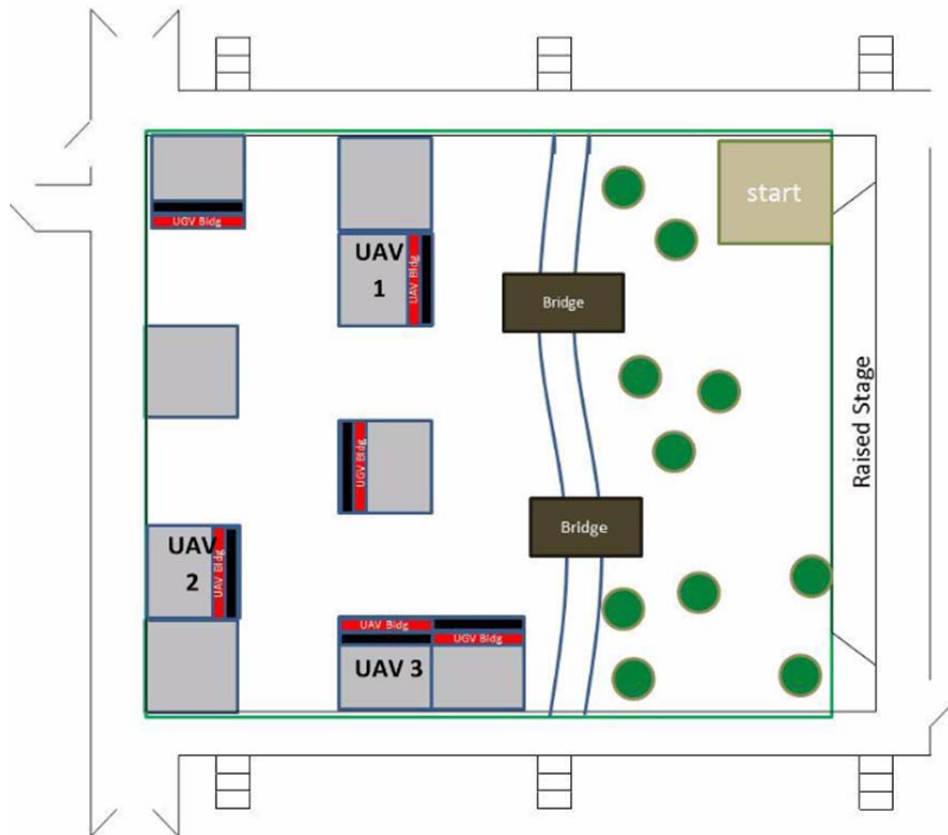 start
UGV Bldg
UAV
1
UAV Bldg
Bridge
Raised Stage
UGV Bldg
Bridge
UAV
2
UAV Bldg
UAV Bldg
UGV Bldg
UAV 3